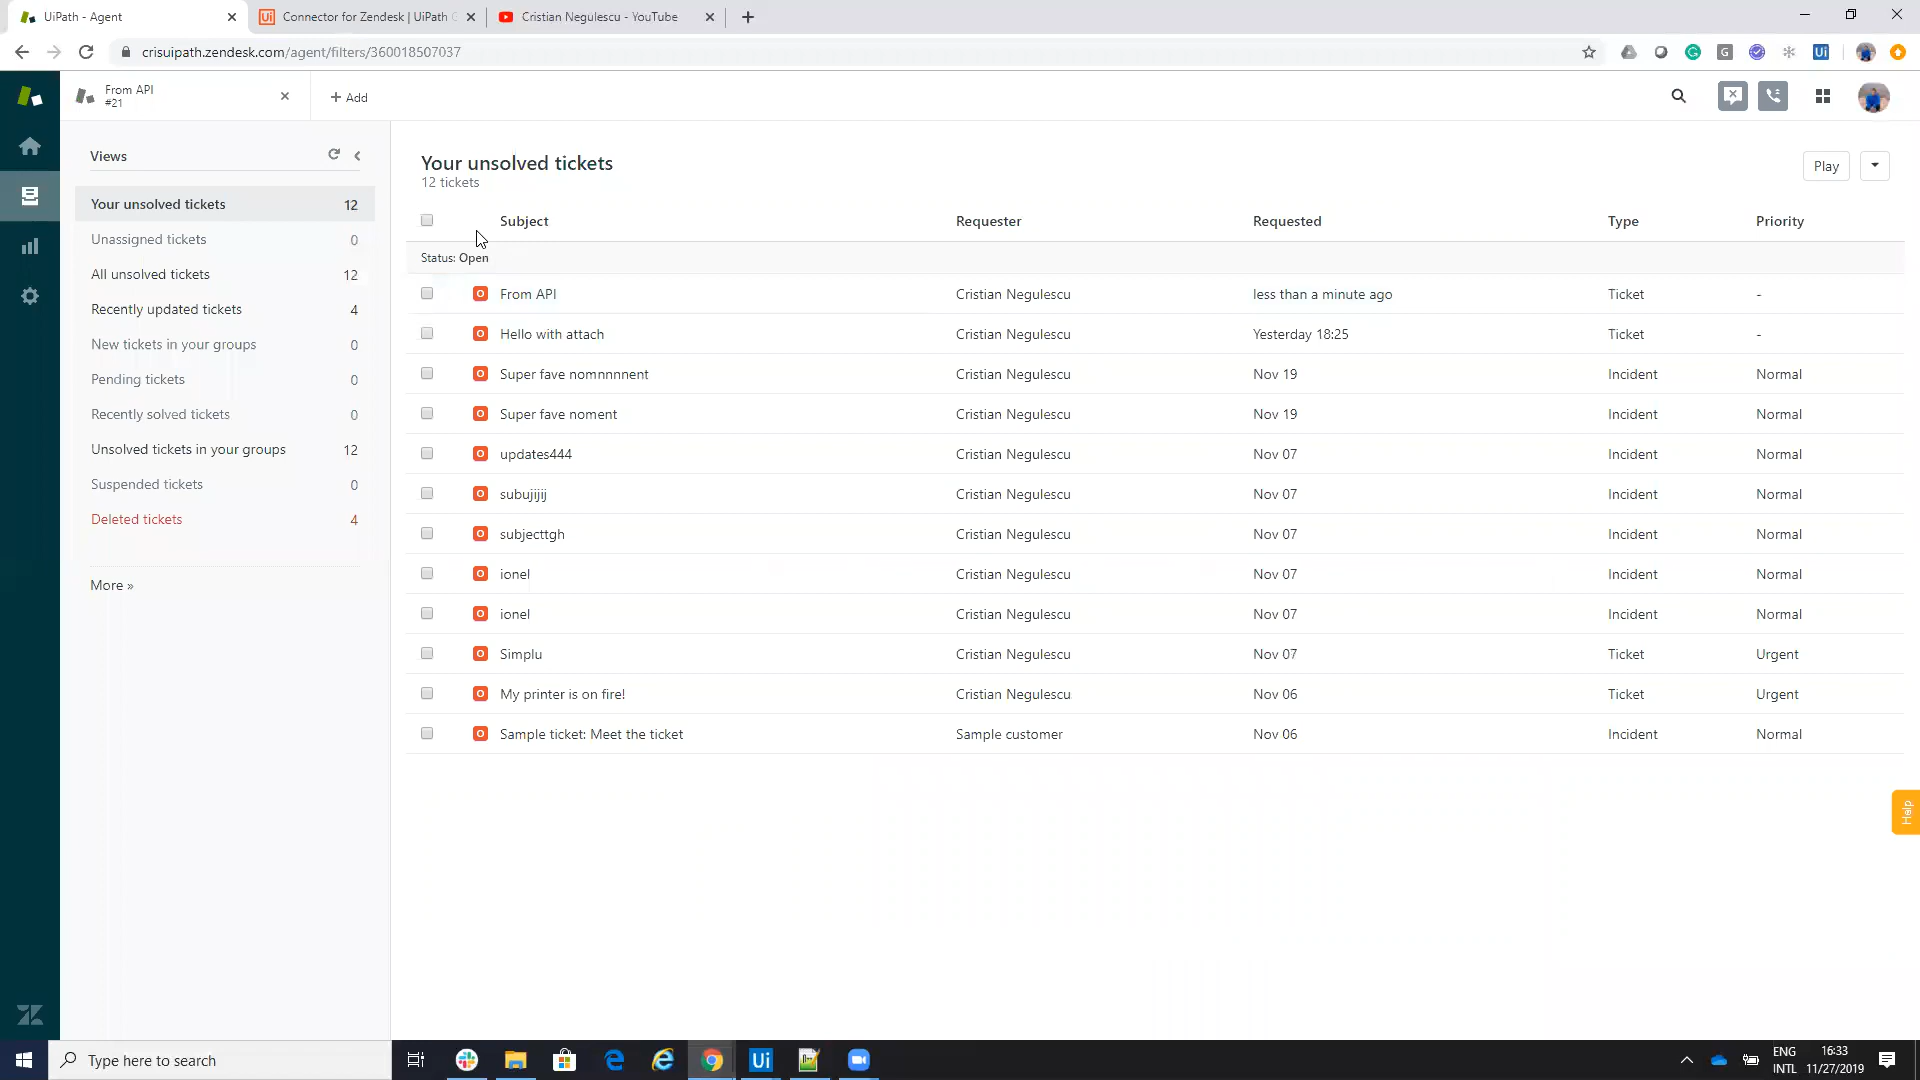 UiPath - Agent
Connector for Zendesk | UiPath G
Cristian Negulescu - YouTube
crisuipath.zendesk.com/agent/filters/360018507037
From API
#21
+ Add
Views
Your unsolved tickets 12
Unassigned tickets 0
All unsolved tickets 12
Recently updated tickets 4
New tickets in your groups 0
Pending tickets 0
Recently solved tickets 0
Unsolved tickets in your groups 12
Suspended tickets 0
Deleted tickets 4
More »
Your unsolved tickets
12 tickets
Play
Subject Requester Requested Type Priority
Status: Open
O From API Cristian Negulescu less than a minute ago Ticket -
O Hello with attach Cristian Negulescu Yesterday 18:25 Ticket -
O Super fave nomnnnnent Cristian Negulescu Nov 19 Incident Normal
O Super fave noment Cristian Negulescu Nov 19 Incident Normal
O updates444 Cristian Negulescu Nov 07 Incident Normal
O subujijij Cristian Negulescu Nov 07 Incident Normal
O subjecttgh Cristian Negulescu Nov 07 Incident Normal
O ionel Cristian Negulescu Nov 07 Incident Normal
O ionel Cristian Negulescu Nov 07 Incident Normal
O Simplu Cristian Negulescu Nov 07 Ticket Urgent
O My printer is on fire! Cristian Negulescu Nov 06 Ticket Urgent
O Sample ticket: Meet the ticket Sample customer Nov 06 Incident Normal
Help
Type here to search
Ui
ENG
INTL
16:33
11/27/2019